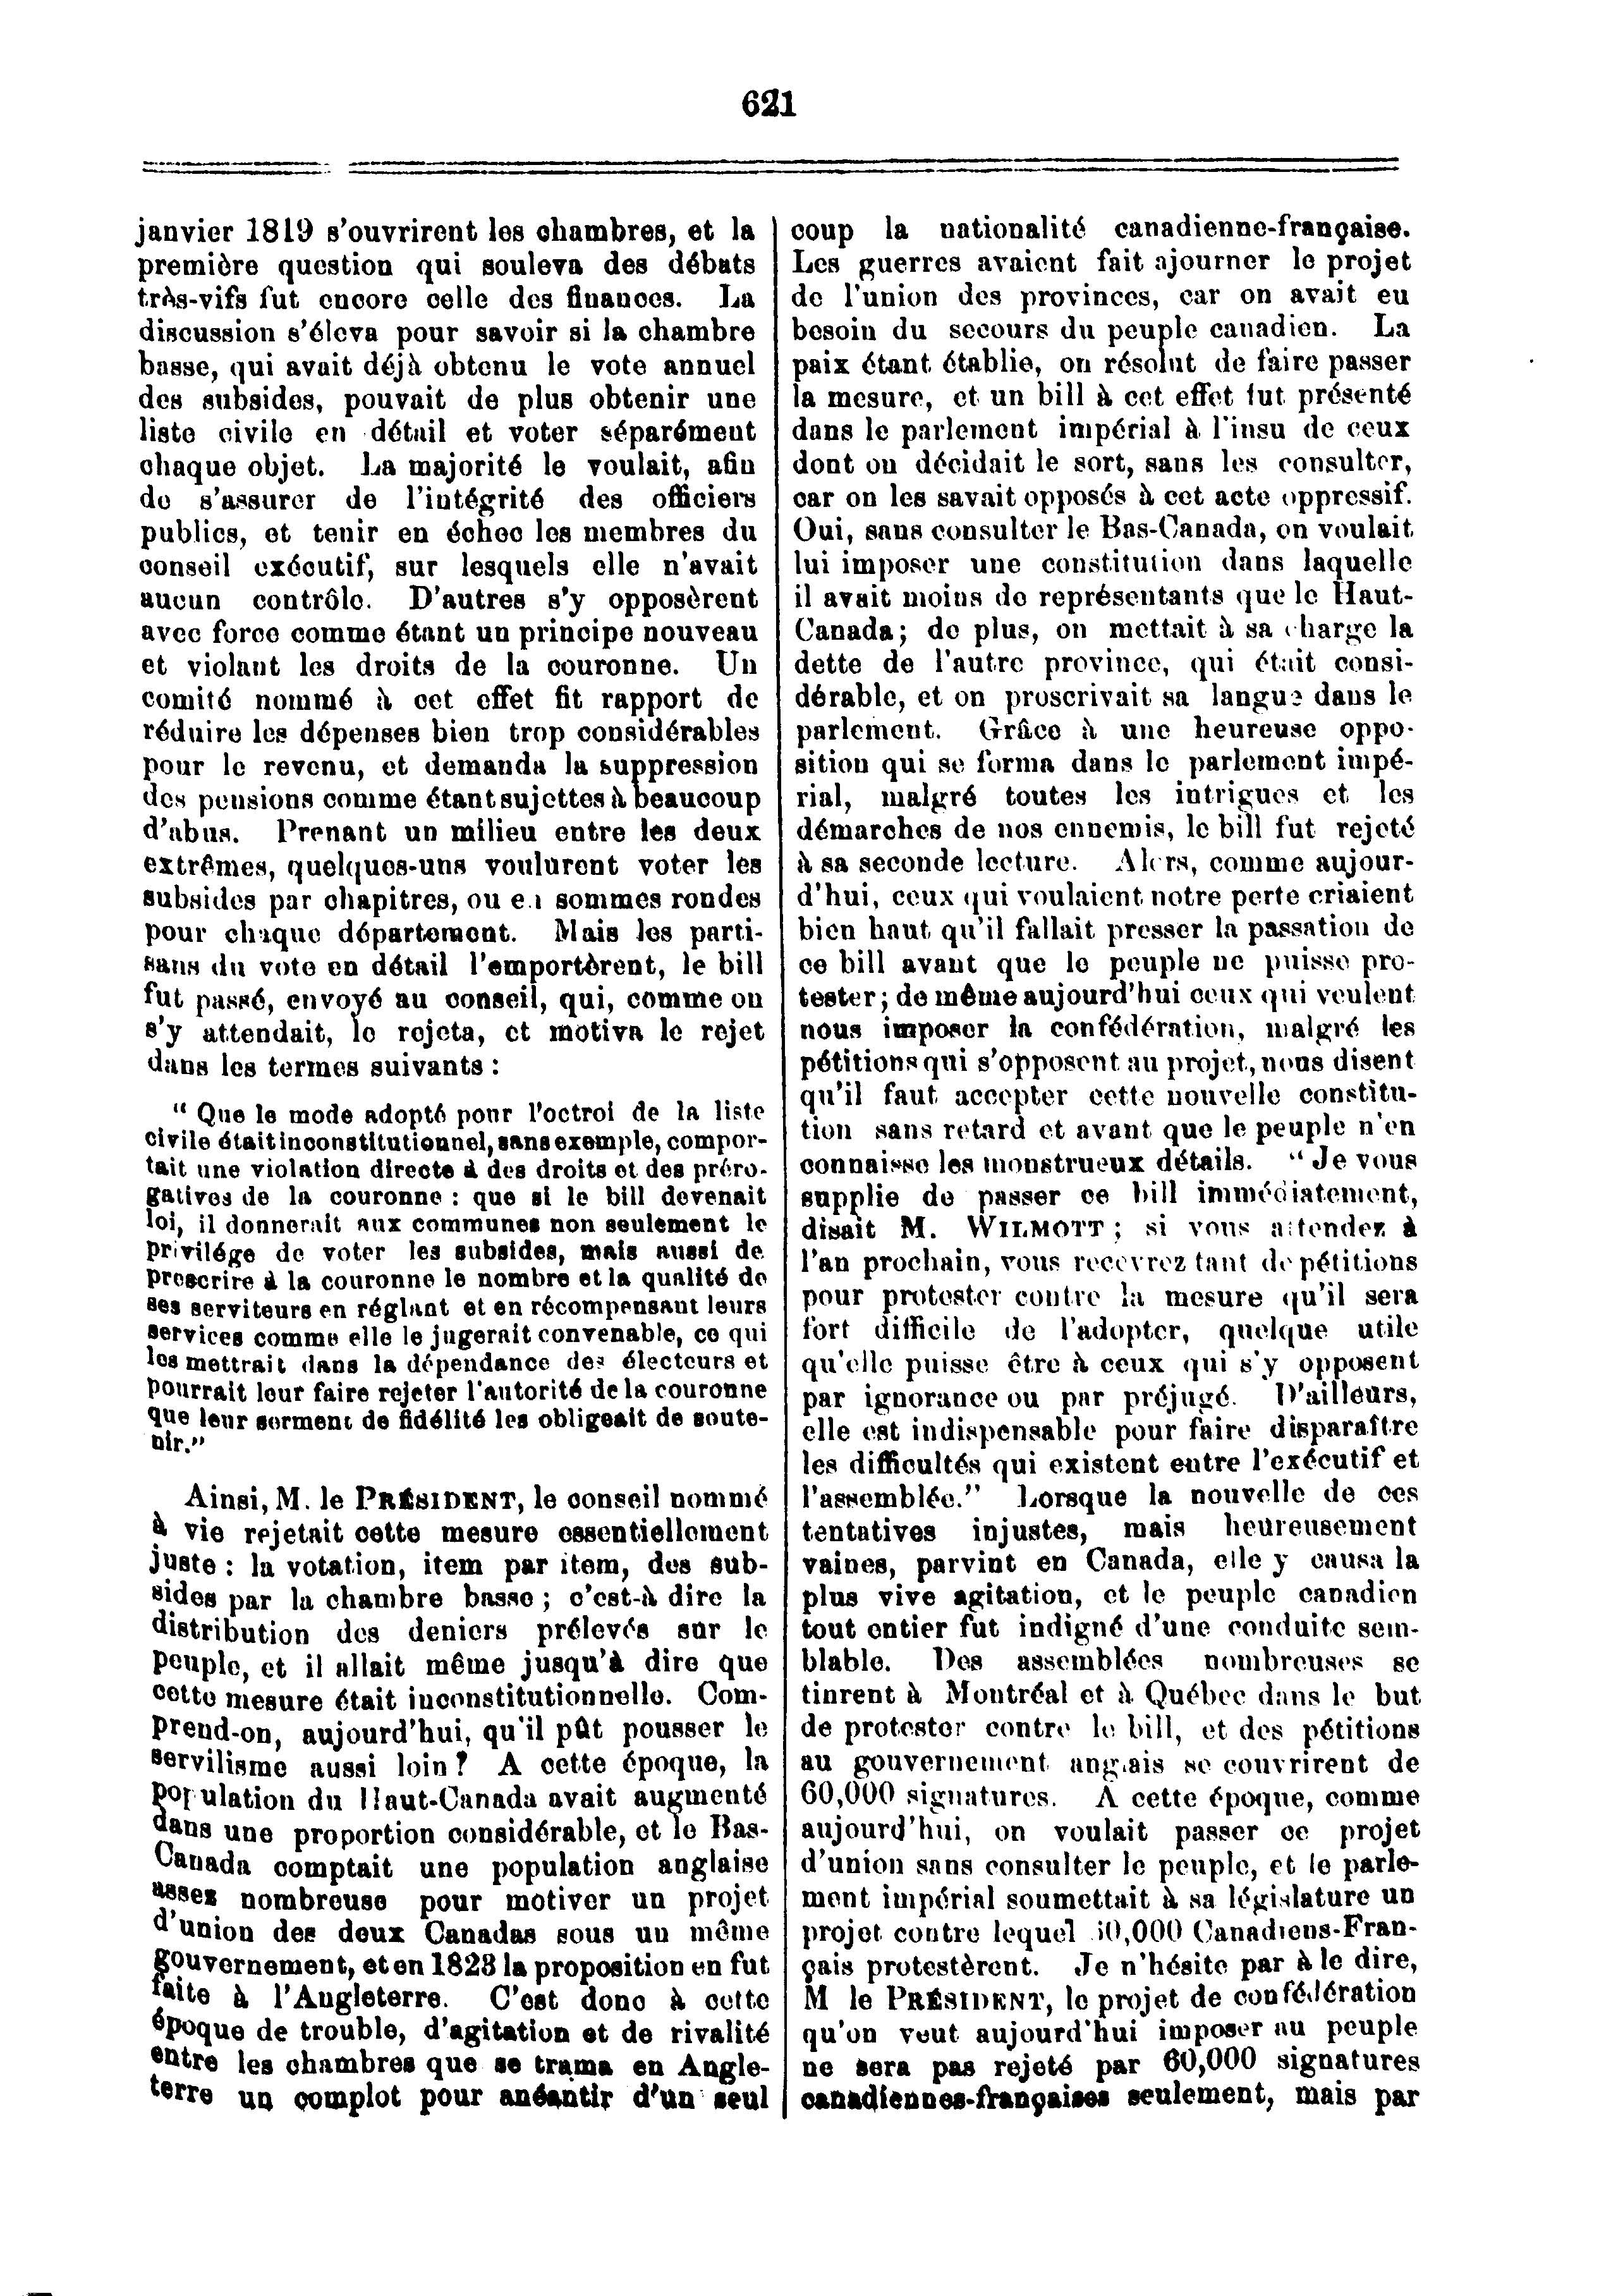 621
janvier 1819 s'ouvrirent les chambres, et la
première question qui souleva des débats
très-vifs fut encore celle des finances. La
discussion s'éleva pour savoir si la chambre
basse, qui avait déjà obtenu le vote annuel
des subsides, pouvait de plus obtenir une
liste civile en détail et voter séparément
chaque objet. La majorité le voulait, afin
de s'assurer de l'intégrité des officiers
publics, et tenir en échec les membres du
conseil exécutif, sur lesquels elle n'avait
aucun contrôle. D'autres s'y opposèrent
avec force comme étant un principe nouveau
et violant les droits de la couronne. Un
comité nommé à cet effet fit rapport de
réduire les dépenses bien trop considérables
pour le revenu, et demanda la suppression
des pensions comme étant sujettes à beaucoup
d'abus. Prenant un milieu entre les deux
extrêmes, quelques-uns voulurent voter les
subsides par chapitres, ou en sommes rondes
pour chaque département. Mais les parti-
sans du vote en détail l'emportèrent, le bill
fut passé, envoyé au conseil, qui, comme on
s'y attendait, le rejeta, et motiva le rejet
dans les termes suivants :
“ Que le mode adopté pour l'octroi de la liste
civile était inconstitutionnel, sans exemple, compor-
tait une violation directe à des droits et des préro-
gatives de la couronne : que si le bill devenait
loi, il donnerait aux communes non seulement le
privilége de voter les subsides, mais aussi de
prescrire à la couronne le nombre et la qualité de
ses serviteurs en réglant et en récompensant leurs
services comme elle le jugerait convenable, ce qui
les mettrait dans la dépendance des électeurs et
pourrait leur faire rejeter l'autorité de la couronne
que leur serment de fidélité les obligeait de soute-
nir.”
Ainsi, M. le PRÉSIDENT, le conseil nommé
à vie rejetait cette mesure essentiellement
juste : la votation, item par item, des sub-
sides par la chambre basse ; c'est-à dire la
distribution des deniers prélevés sur le
peuple, et il allait même jusqu'à dire que
cette mesure était inconstitutionnelle. Com-
prend-on, aujourd'hui, qu'il pût pousser le
servilisme aussi loin ? A cette époque, la
population du Haut-Canada avait augmenté
dans une proportion considérable, et le Bas-
Canada comptait une population anglaise
assez nombreuse pour motiver un projet
d'union des deux Canadas sous un même
gouvernement, et en 1823 la proposition en fut
faite à l'Angleterre. C'est donc à cette
époque de trouble, d'agitation et de rivalité
entre les chambres que se trama en Angle-
terre un complot pour anéantir d'un seul
coup la nationalité canadienne-française.
Les guerres avaient fait ajourner le projet
de l'union des provinces, car on avait eu
besoin du secours du peuple canadien. La
paix étant établie, on résolut de faire passer
la mesure, et un bill à cet effet fut présenté
dans le parlement impérial à l'insu de ceux
dont on décidait le sort, sans les consulter,
car on les savait opposés à cet acte oppressif.
Oui, sans consulter le Bas-Canada, on voulait
lui imposer une constitution dans laquelle
il avait moins de représentants que le Haut-
Canada ; de plus, on mettait à sa charge la
dette de l'autre province, qui était consi-
dérable, et on proscrivait sa langue dans le
parlement. Grâce à une heureuse oppo-
sition qui se forma dans le parlement impé-
rial, malgré toutes les intrigues et les
démarches de nos ennemis, le bill fut rejeté
à sa seconde lecture. Alors, comme aujour-
d'hui, ceux qui voulaient notre perte criaient
bien haut qu'il fallait presser la passation de
ce bill avant que le peuple ne puisse pro-
tester ; de même aujourd'hui ceux qui veulent
nous imposer la confédération, malgré les
pétitions qui s'opposent au projet, nous disent
qu'il faut accepter cette nouvelle constitu-
tion sans retard et avant que le peuple n'en
connaisse les monstrueux détails. “ Je vous
supplie de passer ce bill immédiatement,
disait M. WILMOTT ; si vous attendez à
l'an prochain, vous recevrez tant de pétitions
pour protester contre la mesure qu'il sera
fort difficile de l'adopter, quelque utile
qu'elle puisse être à ceux qui s'y opposent
par ignorance ou par préjugé. D'ailleurs,
elle est indispensable pour faire disparaître
les difficultés qui existent entre l'exécutif et
l'assemblée.” Lorsque la nouvelle de ces
tentatives injustes, mais heureusement
vaines, parvint en Canada, elle y causa la
plus vive agitation, et le peuple canadien
tout entier fut indigné d'une conduite sem-
blable. Des assemblées nombreuses se
tinrent à Montréal et à Québec dans le but
de protester contre le bill, et des pétitions
au gouvernement anglais se couvrirent de
60,000 signatures. A cette époque, comme
aujourd'hui, on voulait passer ce projet
d'union sans consulter le peuple, et le parle-
ment impérial soumettait à sa législature un
projet contre lequel 60,000 Canadiens-Fran-
çais protestèrent. Je n'hésite par à le dire,
M le PRÉSIDENT, le projet de confédération
qu'on veut aujourd'hui imposer au peuple
ne sera pas rejeté par 60,000 signatures
canadiennes-françaises seulement, mais par